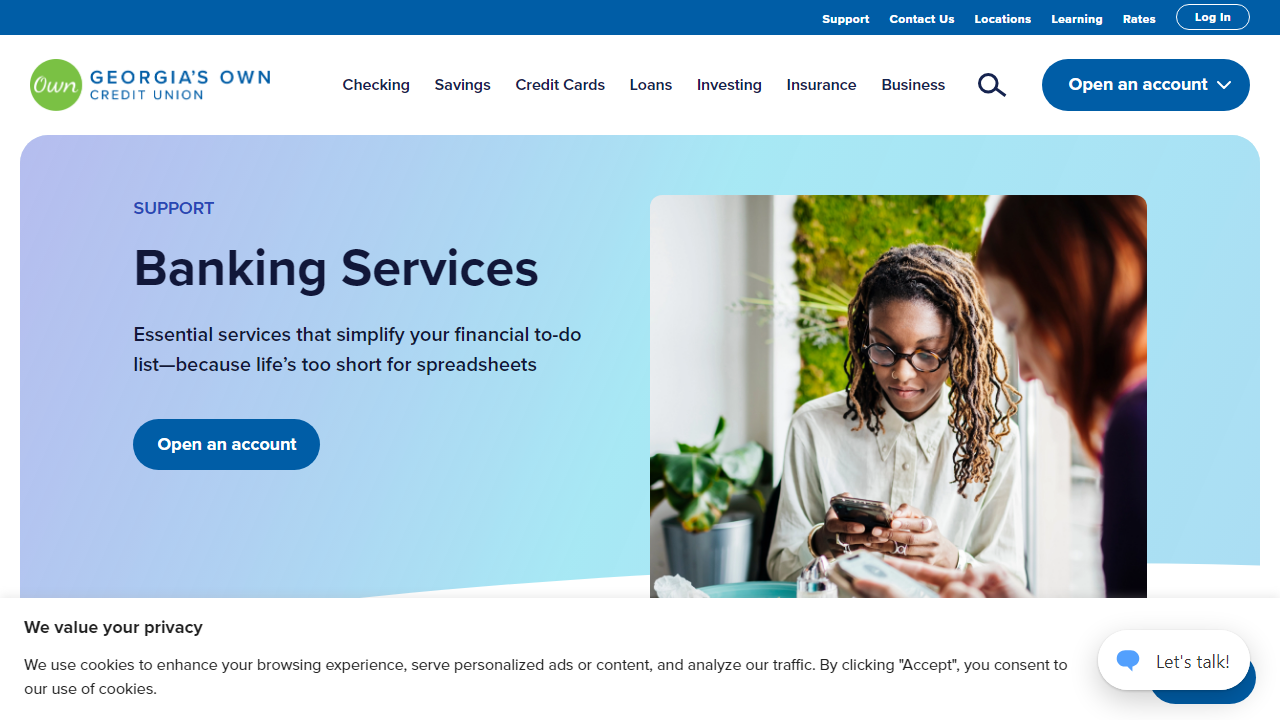 Support Contact Us Locations Learning Rates Log In
Own GEORGIA'S OWN
CREDIT UNION
Checking Savings Credit Cards Loans Investing Insurance Business Open an account
SUPPORT
Banking Services
Essential services that simplify your financial to-do
list—because life’s too short for spreadsheets
Open an account
We value your privacy
We use cookies to enhance your browsing experience, serve personalized ads or content, and analyze our traffic. By clicking "Accept", you consent to
our use of cookies.
Let's talk!